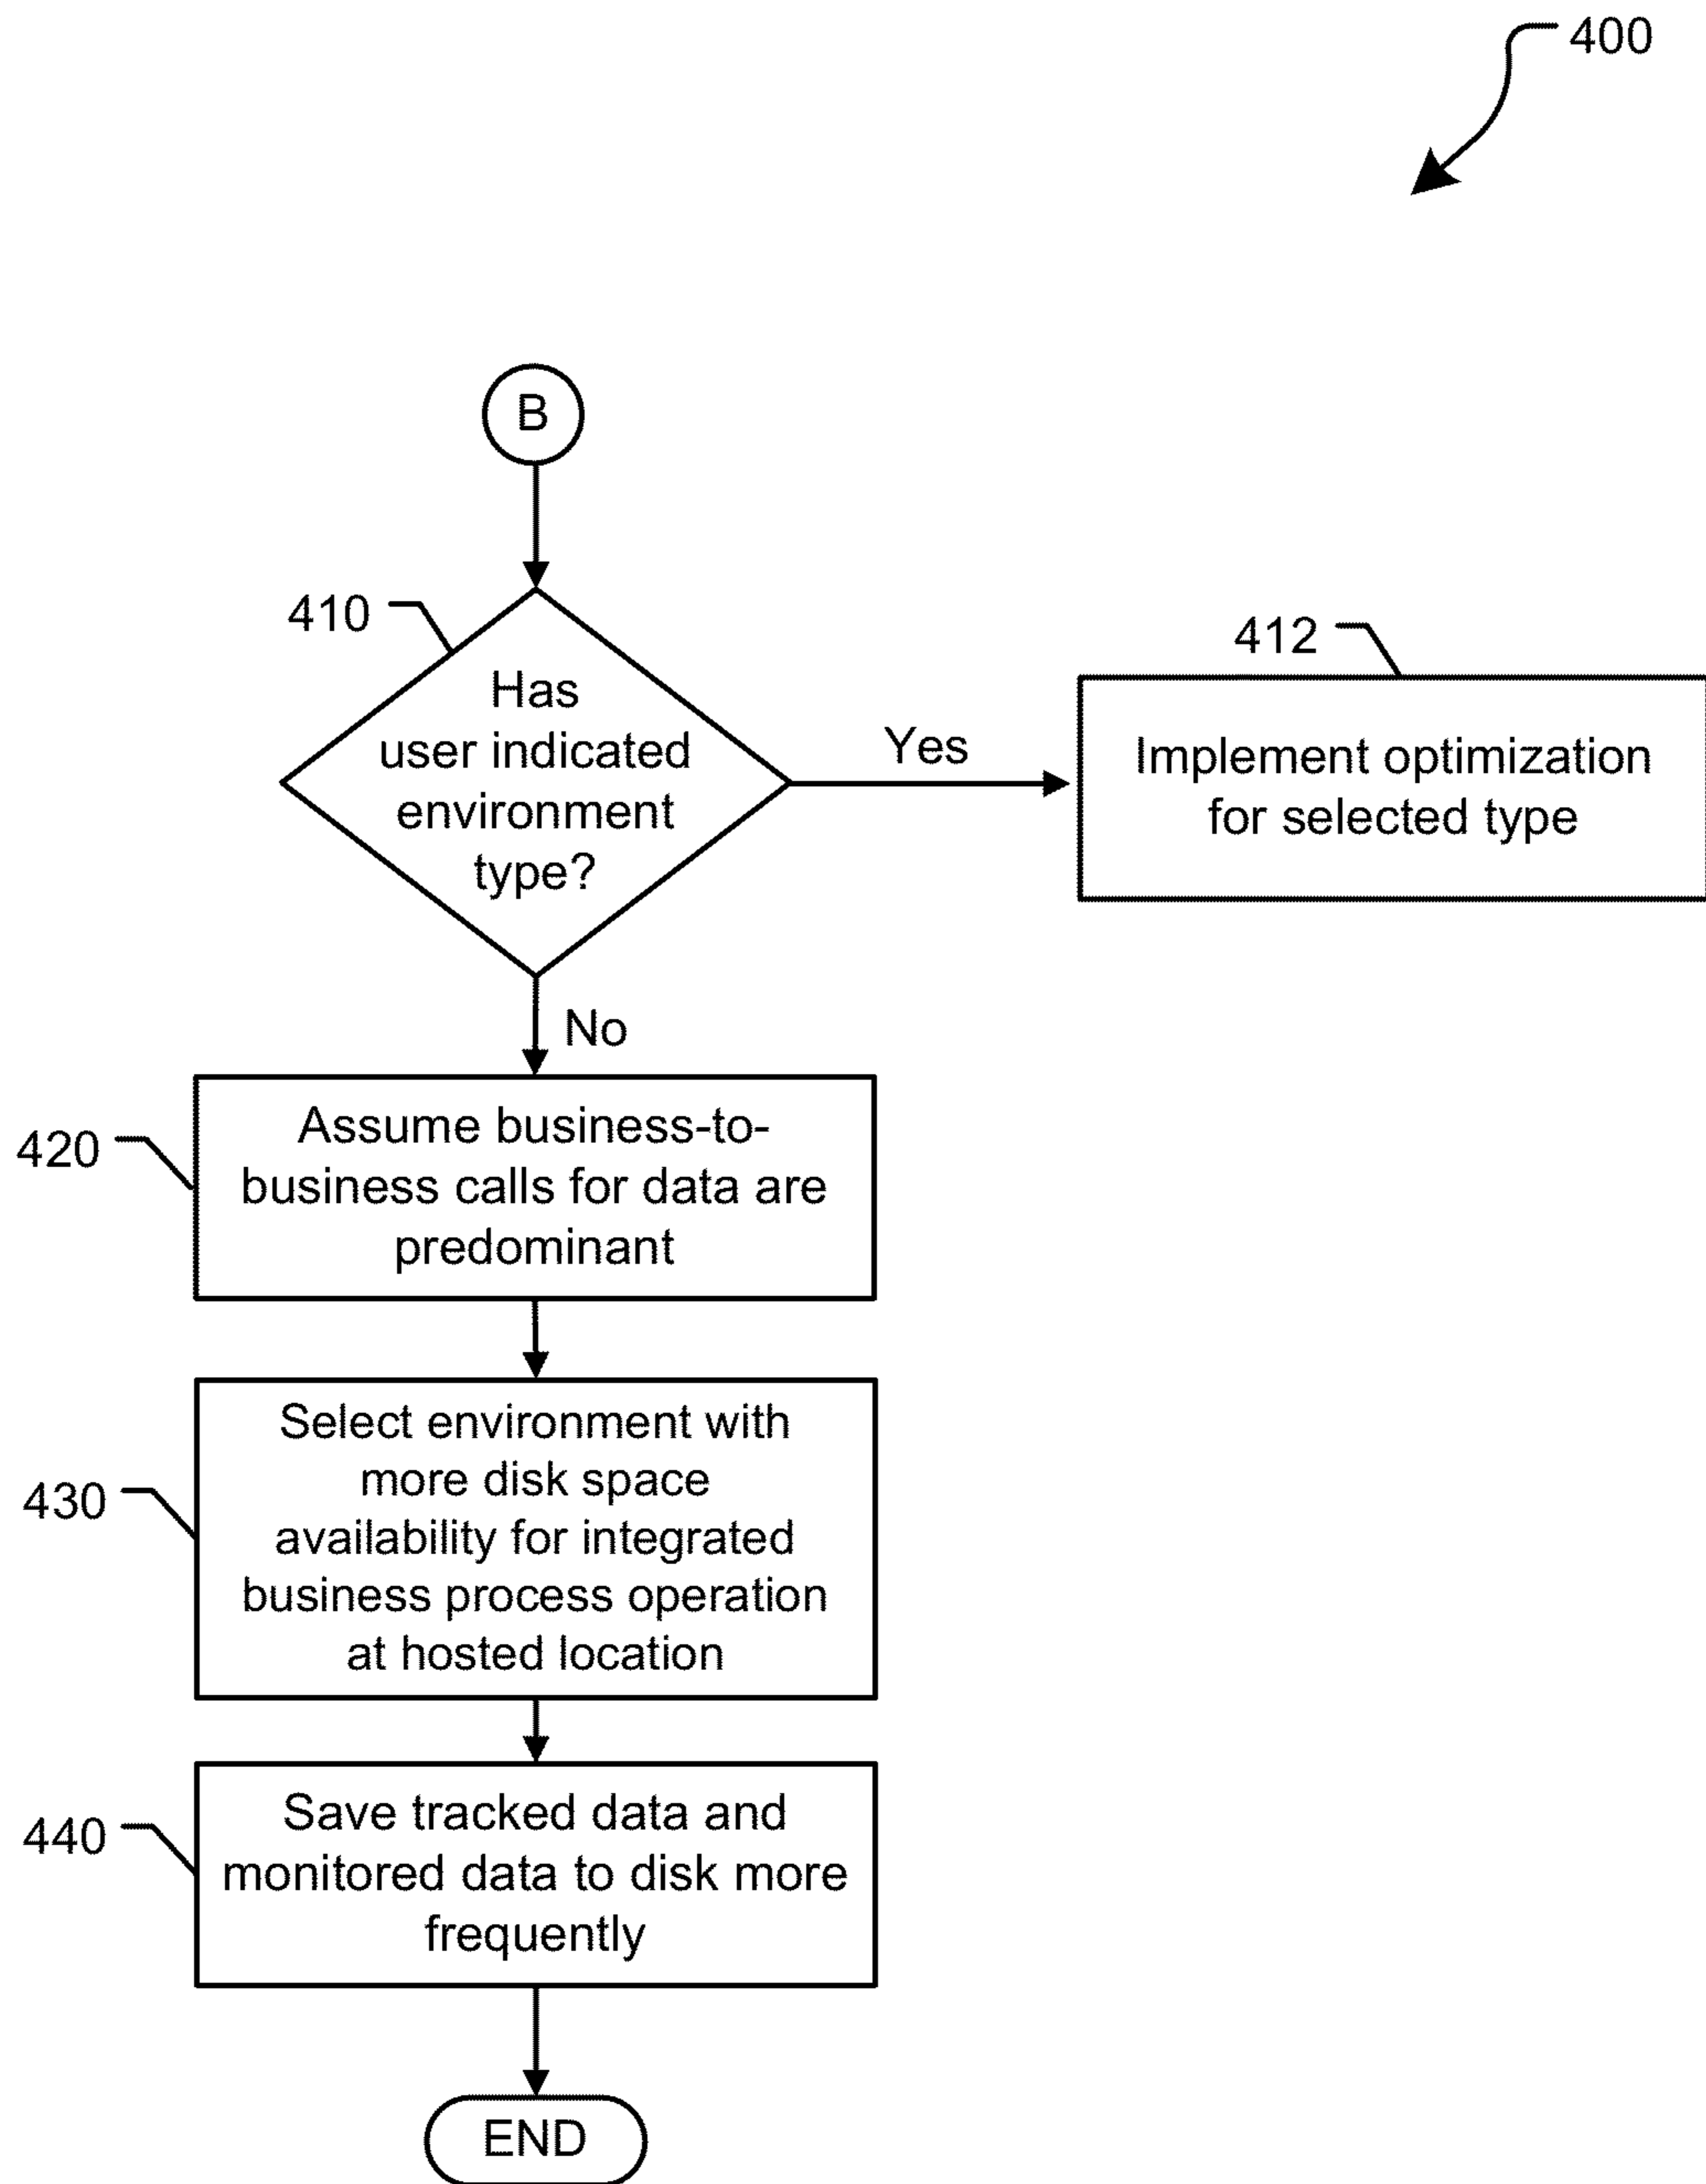 400
B
410
Has
user indicated
environment
type?
Yes
412
Implement optimization
for selected type
No
420
Assume business-to-
business calls for data are
predominant
430
Select environment with
more disk space
availability for integrated
business process operation
at hosted location
440
Save tracked data and
monitored data to disk more
frequently
END